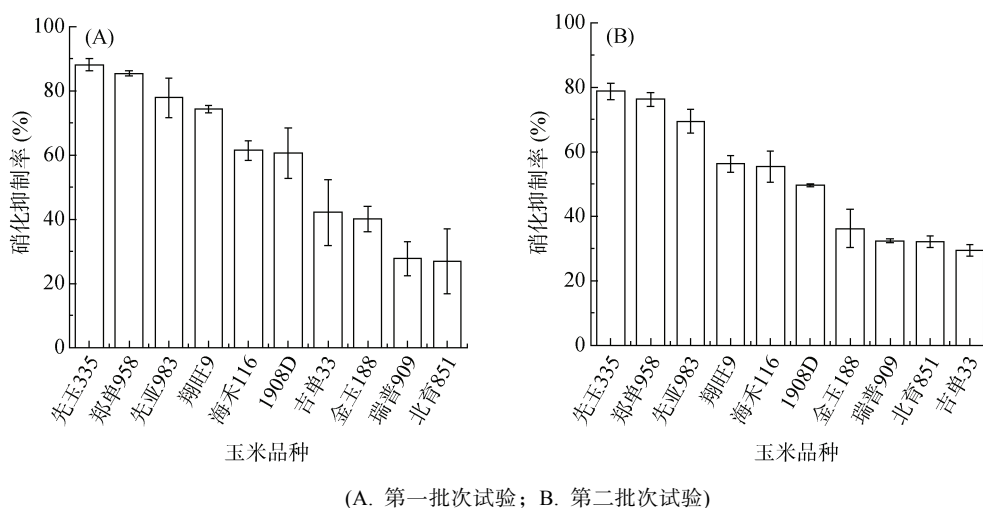 (A)
硝化抑制率 (%)
100
80
60
40
20
0
先玉335
郑单958
先亚983
翔旺9
海禾116
1908D
吉单33
金玉188
瑞普909
北育851
玉米品种
(B)
硝化抑制率 (%)
100
80
60
40
20
0
先玉335
郑单958
先亚983
翔旺9
海禾116
1908D
金玉188
瑞普909
北育851
吉单33
玉米品种
(A. 第一批次试验；B. 第二批次试验)